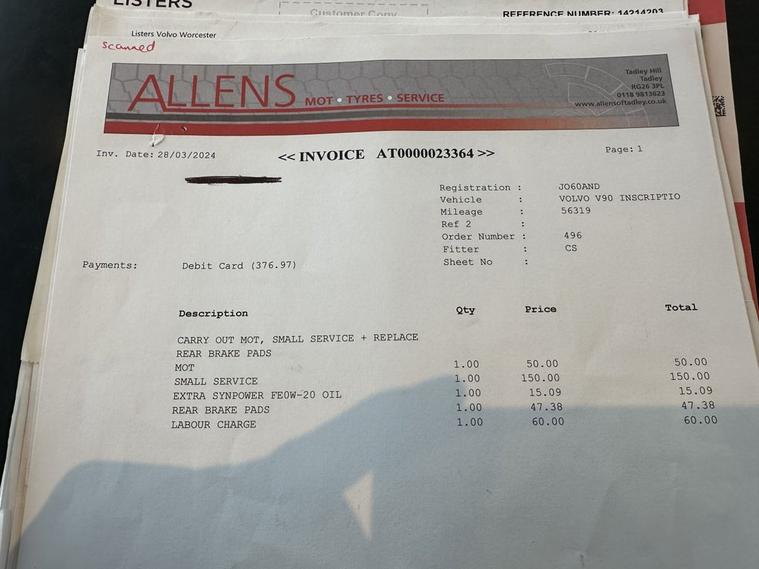 LISTERS
Customer Copy
REFERENCE NUMBER: 14214203
Listers Volvo Worcester
scanned
ALLENS MOT • TYRES • SERVICE
Tadley Hill
Tadley
RG26 3PL
0118 9813623
www.allensoftadley.co.uk
Inv. Date: 28/03/2024 << INVOICE AT0000023364 >> Page: 1
Registration : JO60AND
Vehicle : VOLVO V90 INSCRIPTIO
Mileage : 56319
Ref 2 :
Order Number : 496
Fitter : CS
Sheet No :
Payments: Debit Card (376.97)
Description Qty Price Total
CARRY OUT MOT, SMALL SERVICE + REPLACE
REAR BRAKE PADS
MOT 1.00 50.00 50.00
SMALL SERVICE 1.00 150.00 150.00
EXTRA SYNPOWER FE0W-20 OIL 1.00 15.09 15.09
REAR BRAKE PADS 1.00 47.38 47.38
LABOUR CHARGE 1.00 60.00 60.00